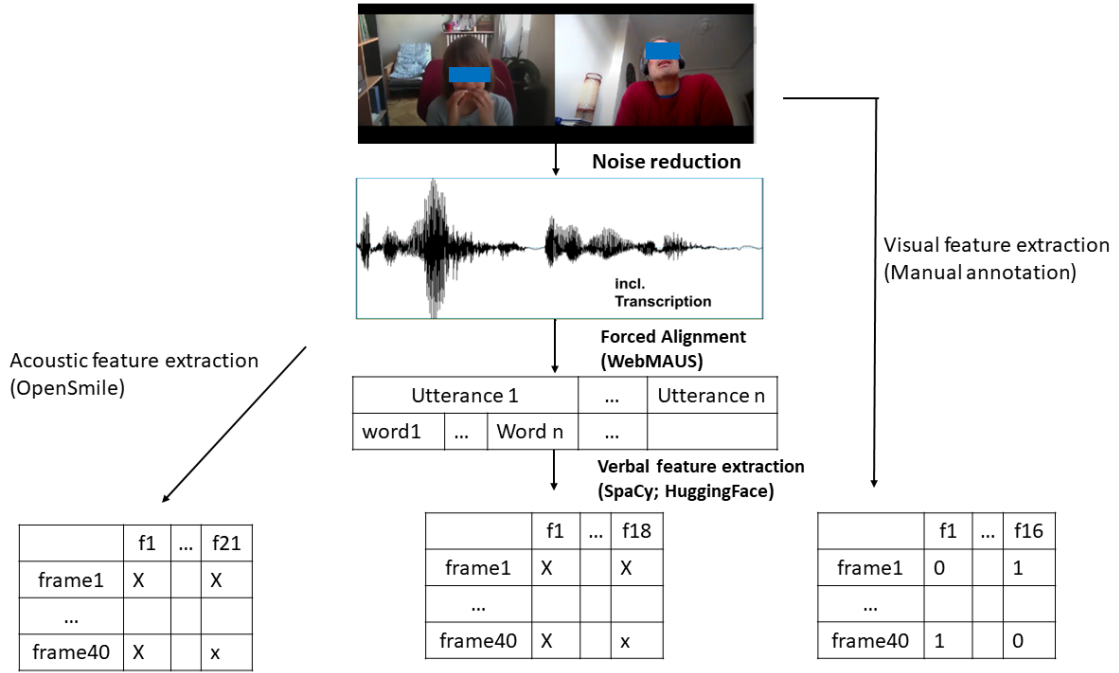 Noise reduction
incl.
Transcription
Visual feature extraction
(Manual annotation)
Forced Alignment
(WebMAUS)
Acoustic feature extraction
(OpenSmile)
Utterance 1 ... Utterance n
word1 ... Word n ...
Verbal feature extraction
(SpaCy; HuggingFace)
f1 ... f21
frame1 X X
...
frame40 X x
f1 ... f18
frame1 X X
...
frame40 X x
f1 ... f16
frame1 0 1
...
frame40 1 0